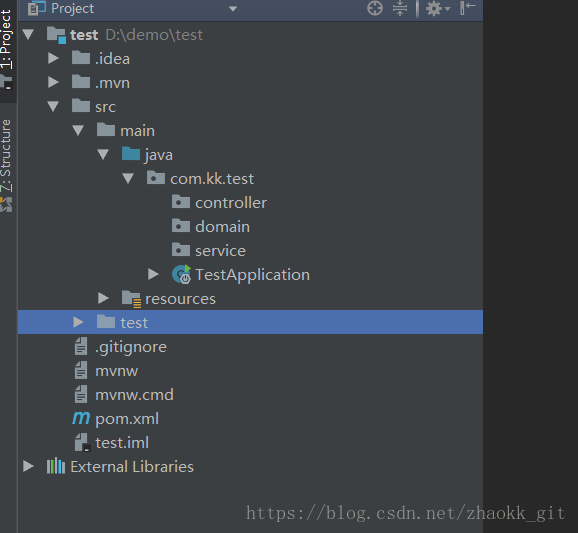 Project
1: Project
7: Structure
test D:\demo\test
.idea
.mvn
src
main
java
com.kk.test
controller
domain
service
TestApplication
resources
test
.gitignore
mvnw
mvnw.cmd
pom.xml
test.iml
External Libraries
https://blog.csdn.net/zhaokk_git